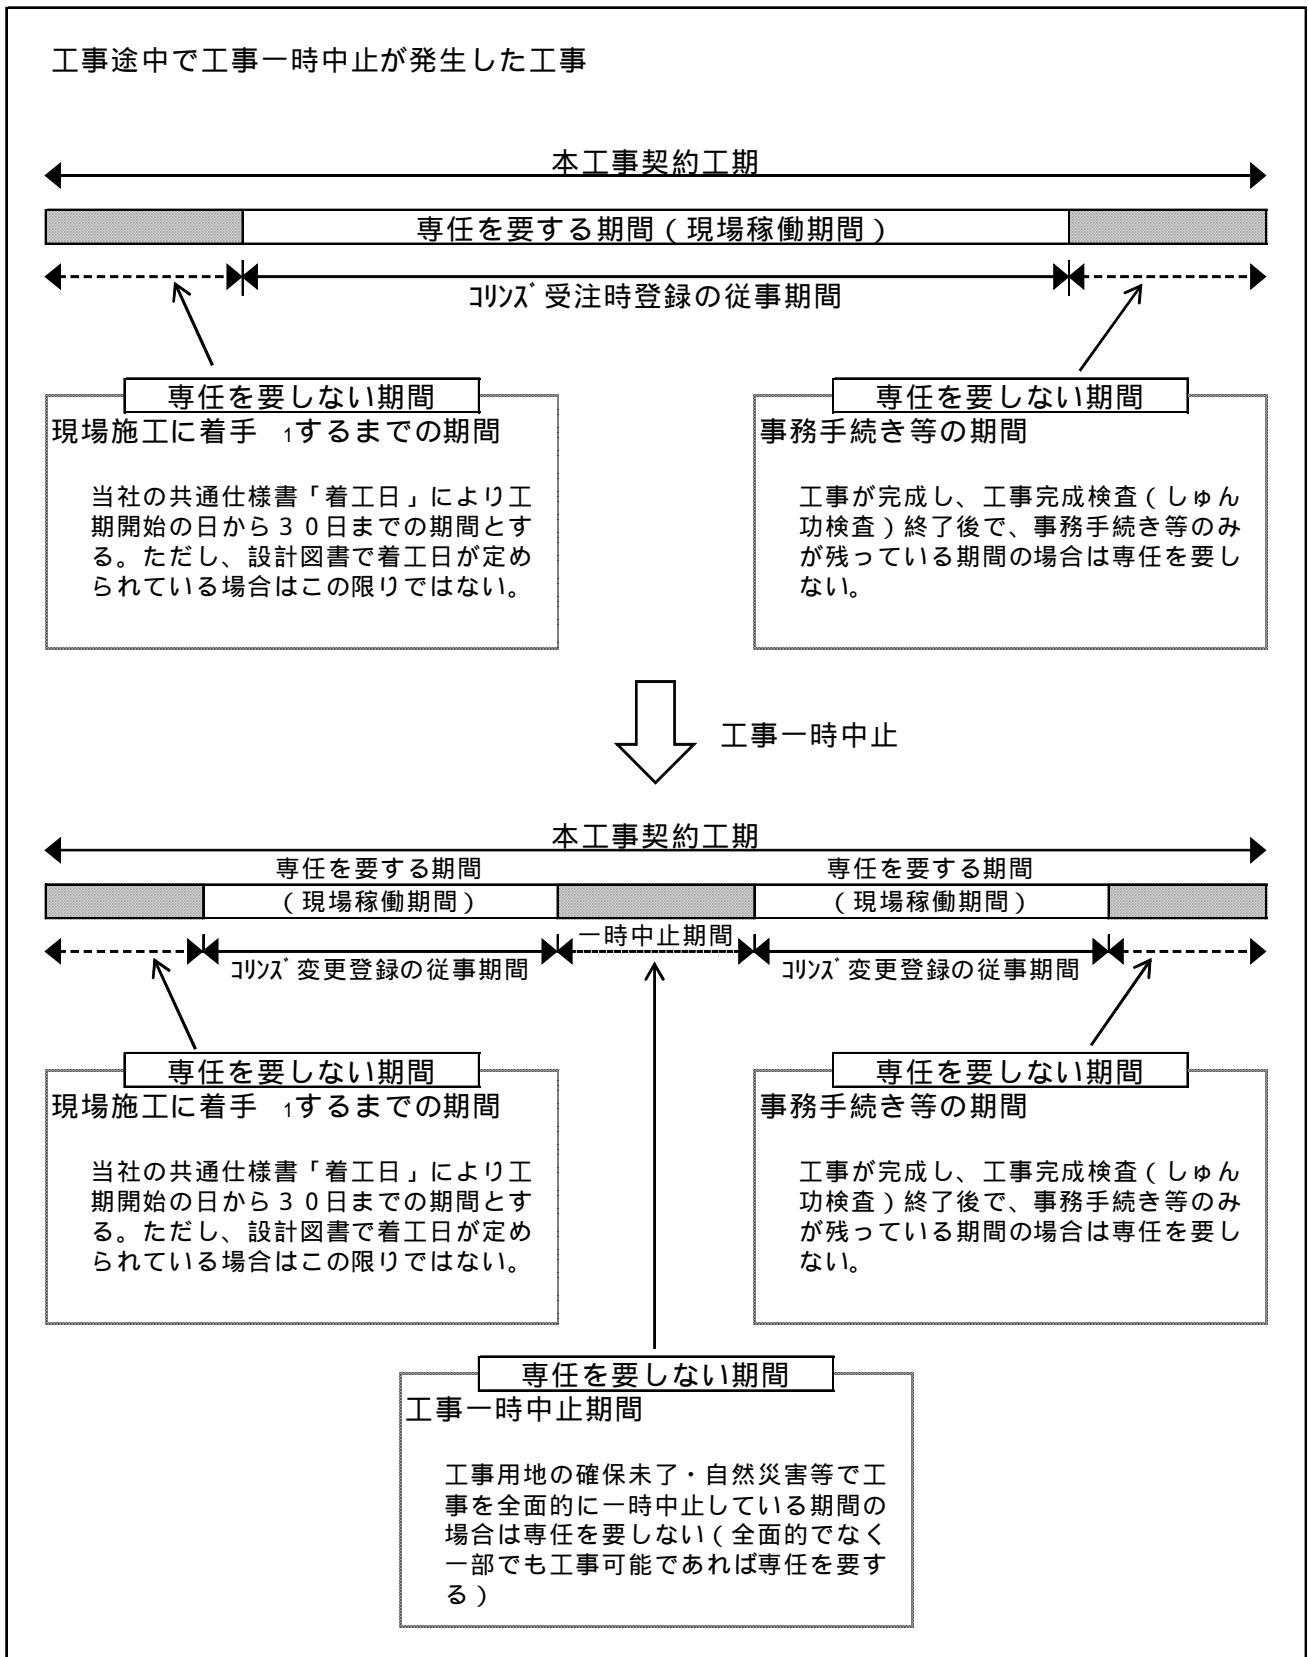 工事途中で工事一時中止が発生した工事
本工事契約工期
専任を要する期間(現場稼働期間)
ｺﾘﾝｽﾞ受注時登録の従事期間
専任を要しない期間
現場施工に着手 1するまでの期間
当社の共通仕様書「着工日」により工
期開始の日から３０日までの期間とす
る。ただし、設計図書で着工日が定め
られている場合はこの限りではない。
専任を要しない期間
事務手続き等の期間
工事が完成し、工事完成検査(しゅん
功検査)終了後で、事務手続き等のみ
が残っている期間の場合は専任を要し
ない。
工事一時中止
本工事契約工期
専任を要する期間
(現場稼働期間)
専任を要する期間
(現場稼働期間)
一時中止期間
ｺﾘﾝｽﾞ変更登録の従事期間
ｺﾘﾝｽﾞ変更登録の従事期間
専任を要しない期間
現場施工に着手 1するまでの期間
当社の共通仕様書「着工日」により工
期開始の日から３０日までの期間とす
る。ただし、設計図書で着工日が定め
られている場合はこの限りではない。
専任を要しない期間
事務手続き等の期間
工事が完成し、工事完成検査(しゅん
功検査)終了後で、事務手続き等のみ
が残っている期間の場合は専任を要し
ない。
専任を要しない期間
工事一時中止期間
工事用地の確保未了・自然災害等で工
事を全面的に一時中止している期間の
場合は専任を要しない(全面的でなく
一部でも工事可能であれば専任を要す
る)